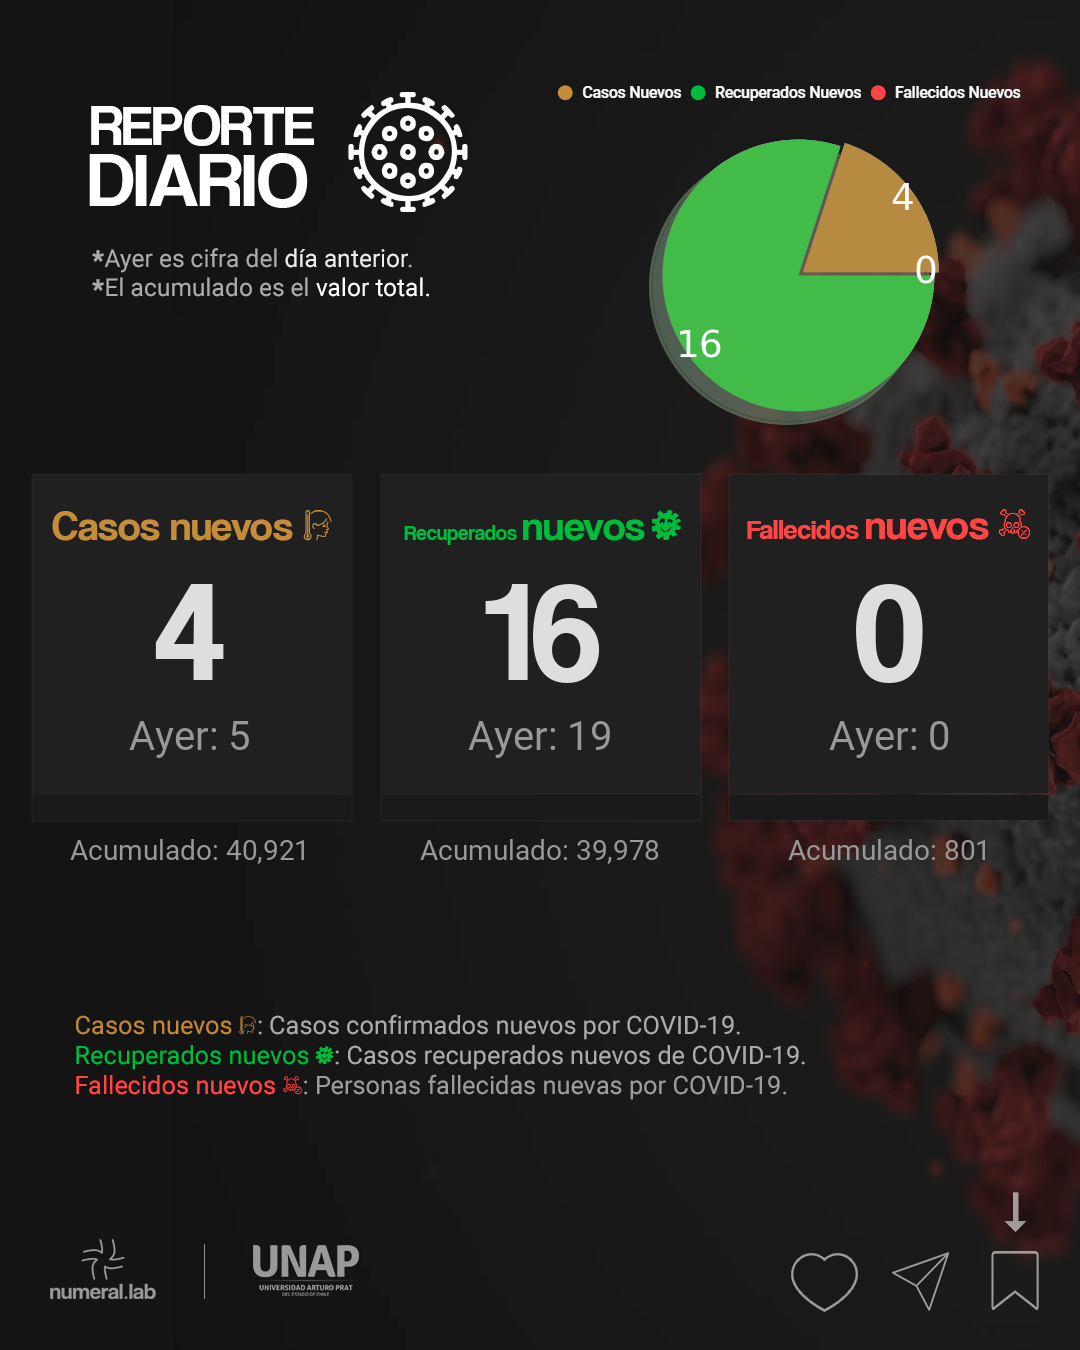 REPORTE
DIARIO
*Ayer es cifra del día anterior.
*El acumulado es el valor total.
Casos Nuevos Recuperados Nuevos Fallecidos Nuevos
4
0
16
Casos nuevos
4
Ayer: 5
Acumulado: 40,921
Recuperados nuevos
16
Ayer: 19
Acumulado: 39,978
Fallecidos nuevos
0
Ayer: 0
Acumulado: 801
Casos nuevos : Casos confirmados nuevos por COVID-19.
Recuperados nuevos : Casos recuperados nuevos de COVID-19.
Fallecidos nuevos : Personas fallecidas nuevas por COVID-19.
numeral.lab
UNAP
UNIVERSIDAD ARTURO PRAT
DEL ESTADO DE CHILE